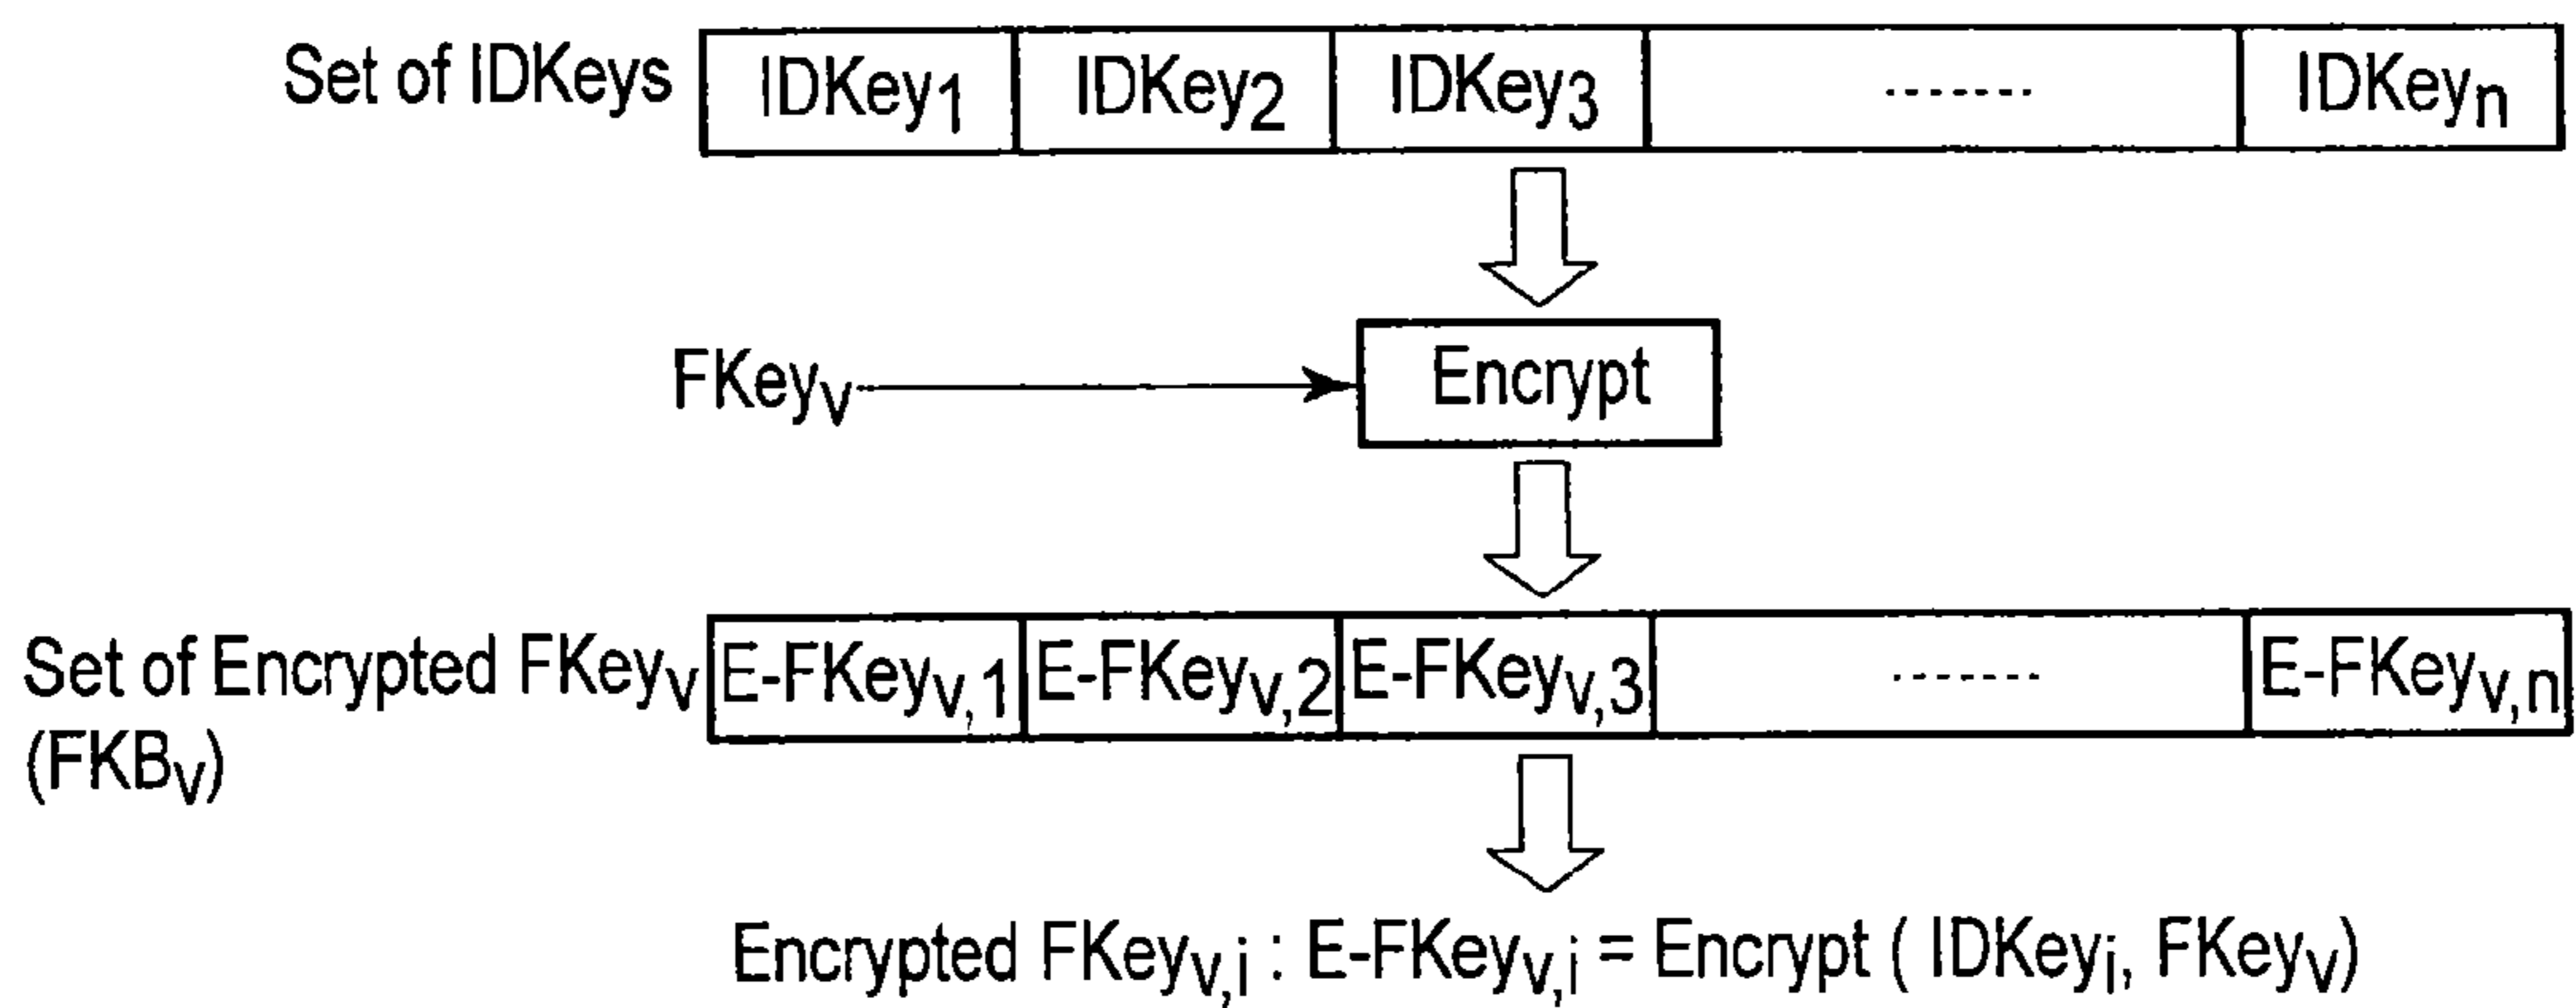 Set of IDKeys IDKey1 IDKey2 IDKey3 ------- IDKeyn
FKeyv Encrypt
Set of Encrypted FKeyv E-FKeyv,1 E-FKeyv,2 E-FKeyv,3 ------- E-FKeyv,n
(FKBv)
Encrypted FKeyv,i : E-FKeyv,i = Encrypt ( IDKeyi, FKeyv)